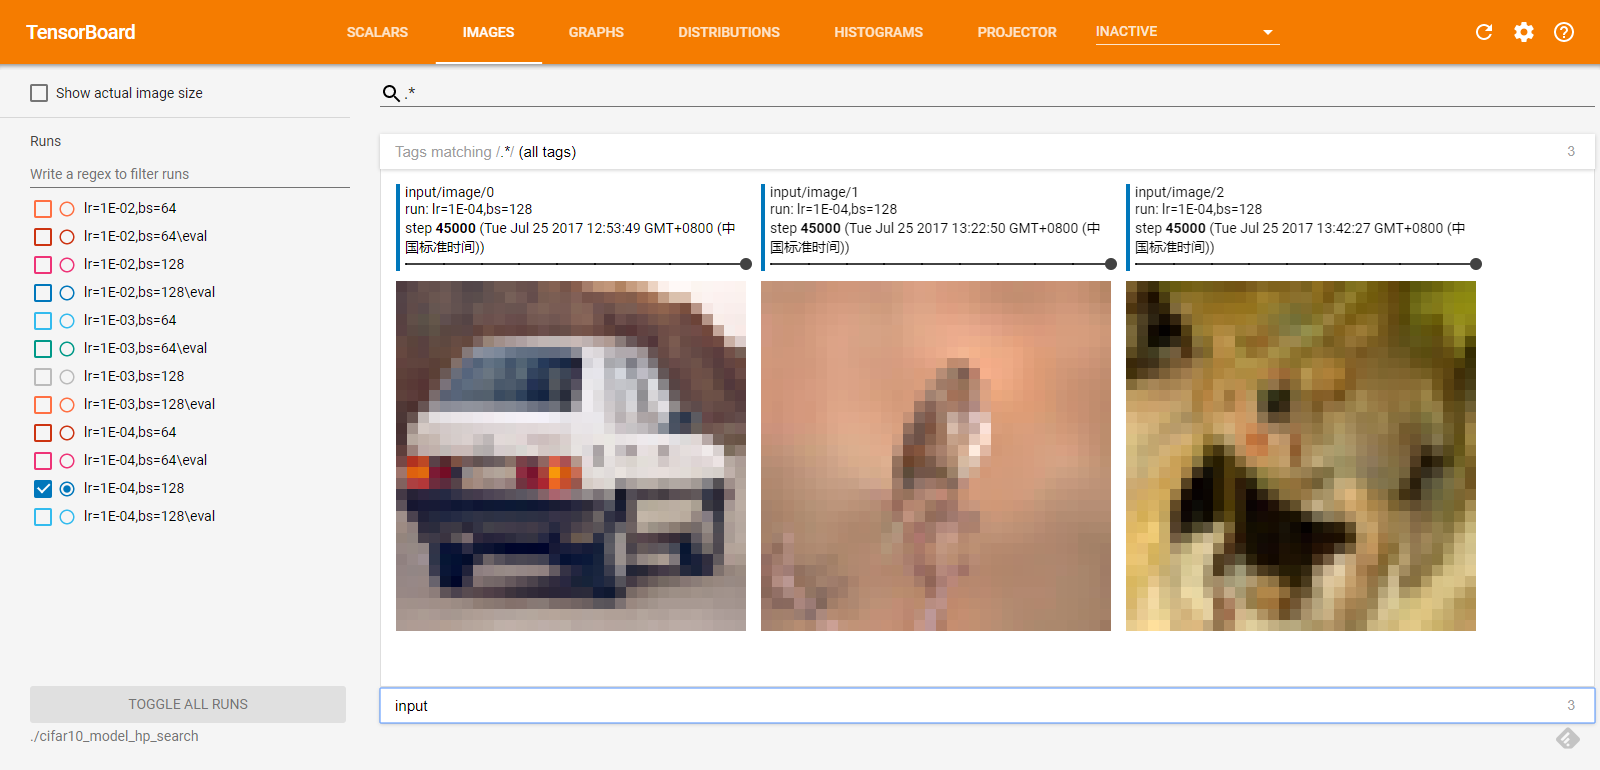 TensorBoard
SCALARS
IMAGES
GRAPHS
DISTRIBUTIONS
HISTOGRAMS
PROJECTOR
INACTIVE
Show actual image size
Runs
Write a regex to filter runs
lr=1E-02,bs=64
lr=1E-02,bs=64\eval
lr=1E-02,bs=128
lr=1E-02,bs=128\eval
lr=1E-03,bs=64
lr=1E-03,bs=64\eval
lr=1E-03,bs=128
lr=1E-03,bs=128\eval
lr=1E-04,bs=64
lr=1E-04,bs=64\eval
lr=1E-04,bs=128
lr=1E-04,bs=128\eval
TOGGLE ALL RUNS
./cifar10_model_hp_search
.*
Tags matching /.*/ (all tags)
3
input/image/0
run: lr=1E-04,bs=128
step 45000 (Tue Jul 25 2017 12:53:49 GMT+0800 (中
国标准时间))
input/image/1
run: lr=1E-04,bs=128
step 45000 (Tue Jul 25 2017 13:22:50 GMT+0800 (中
国标准时间))
input/image/2
run: lr=1E-04,bs=128
step 45000 (Tue Jul 25 2017 13:42:27 GMT+0800 (中
国标准时间))
input
3